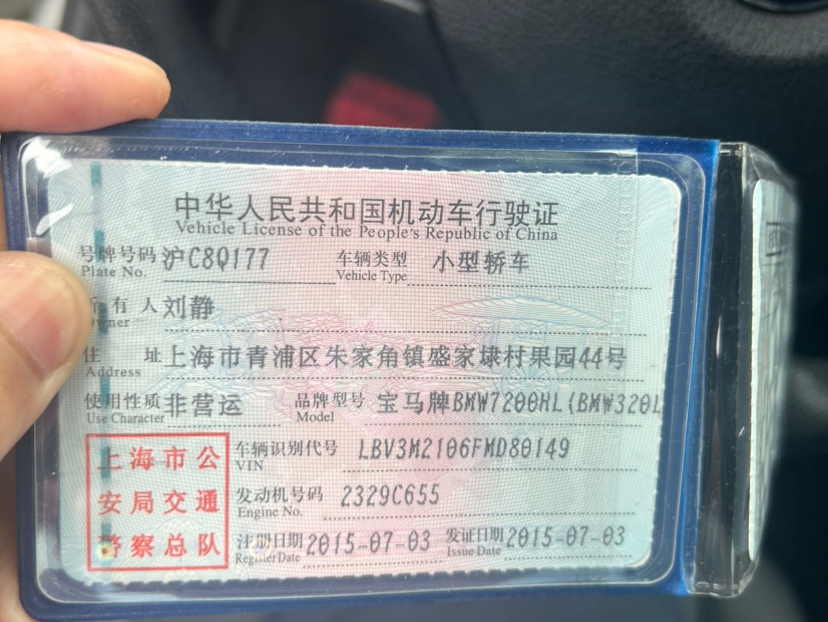 中华人民共和国机动车行驶证
Vehicle License of the People's Republic of China
号牌号码 Plate No. 沪C8Q177 车辆类型 Vehicle Type 小型轿车
有人 刘静
住 址 Address 上海市青浦区朱家角镇盛家埭村果园44号
使用性质 Use Character 非营运 品牌型号 Model 宝马牌BMW7200HL(BMW320L
车辆识别代号 VIN LBV3M2106FMD80149
发动机号码 Engine No. 2329C655
注册日期 Register Date 2015-07-03 发证日期 Issue Date 2015-07-03
上海市公
安局交通
警察总队